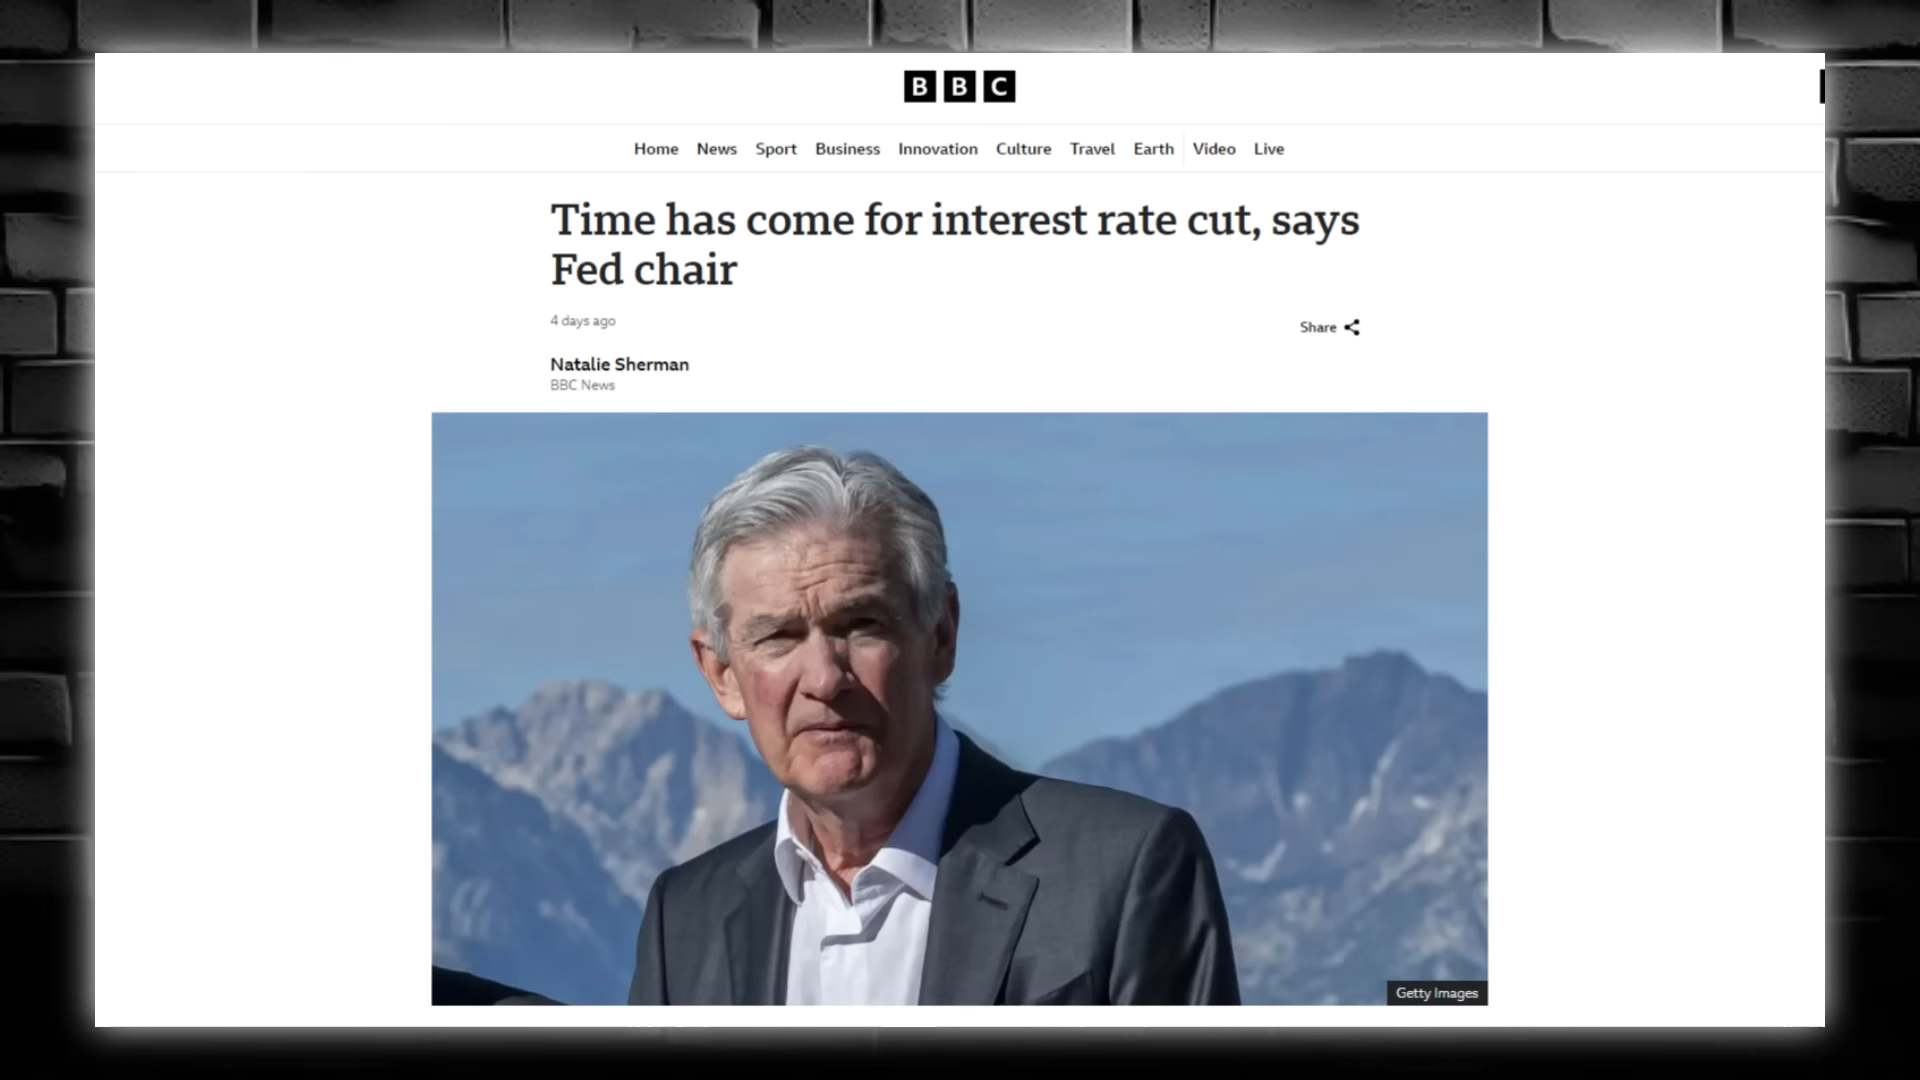 BBC
Home News Sport Business Innovation Culture Travel Earth Video Live
Time has come for interest rate cut, says
Fed chair
4 days ago
Share
Natalie Sherman
BBC News
Getty Images